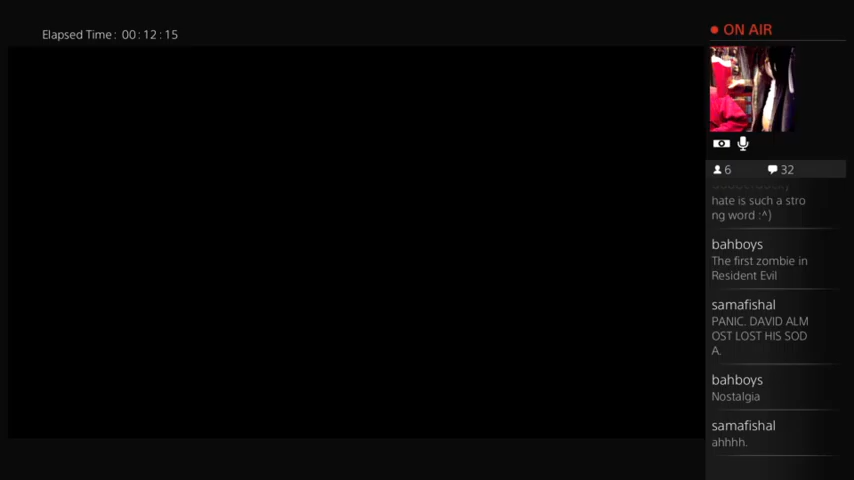 Elapsed Time: 00:12:15
ON AIR
6
32
hate is such a stro
ng word :^)
bahboys
The first zombie in
Resident Evil
samafishal
PANIC. DAVID ALM
OST LOST HIS SOD
A.
bahboys
Nostalgia
samafishal
ahhhh.